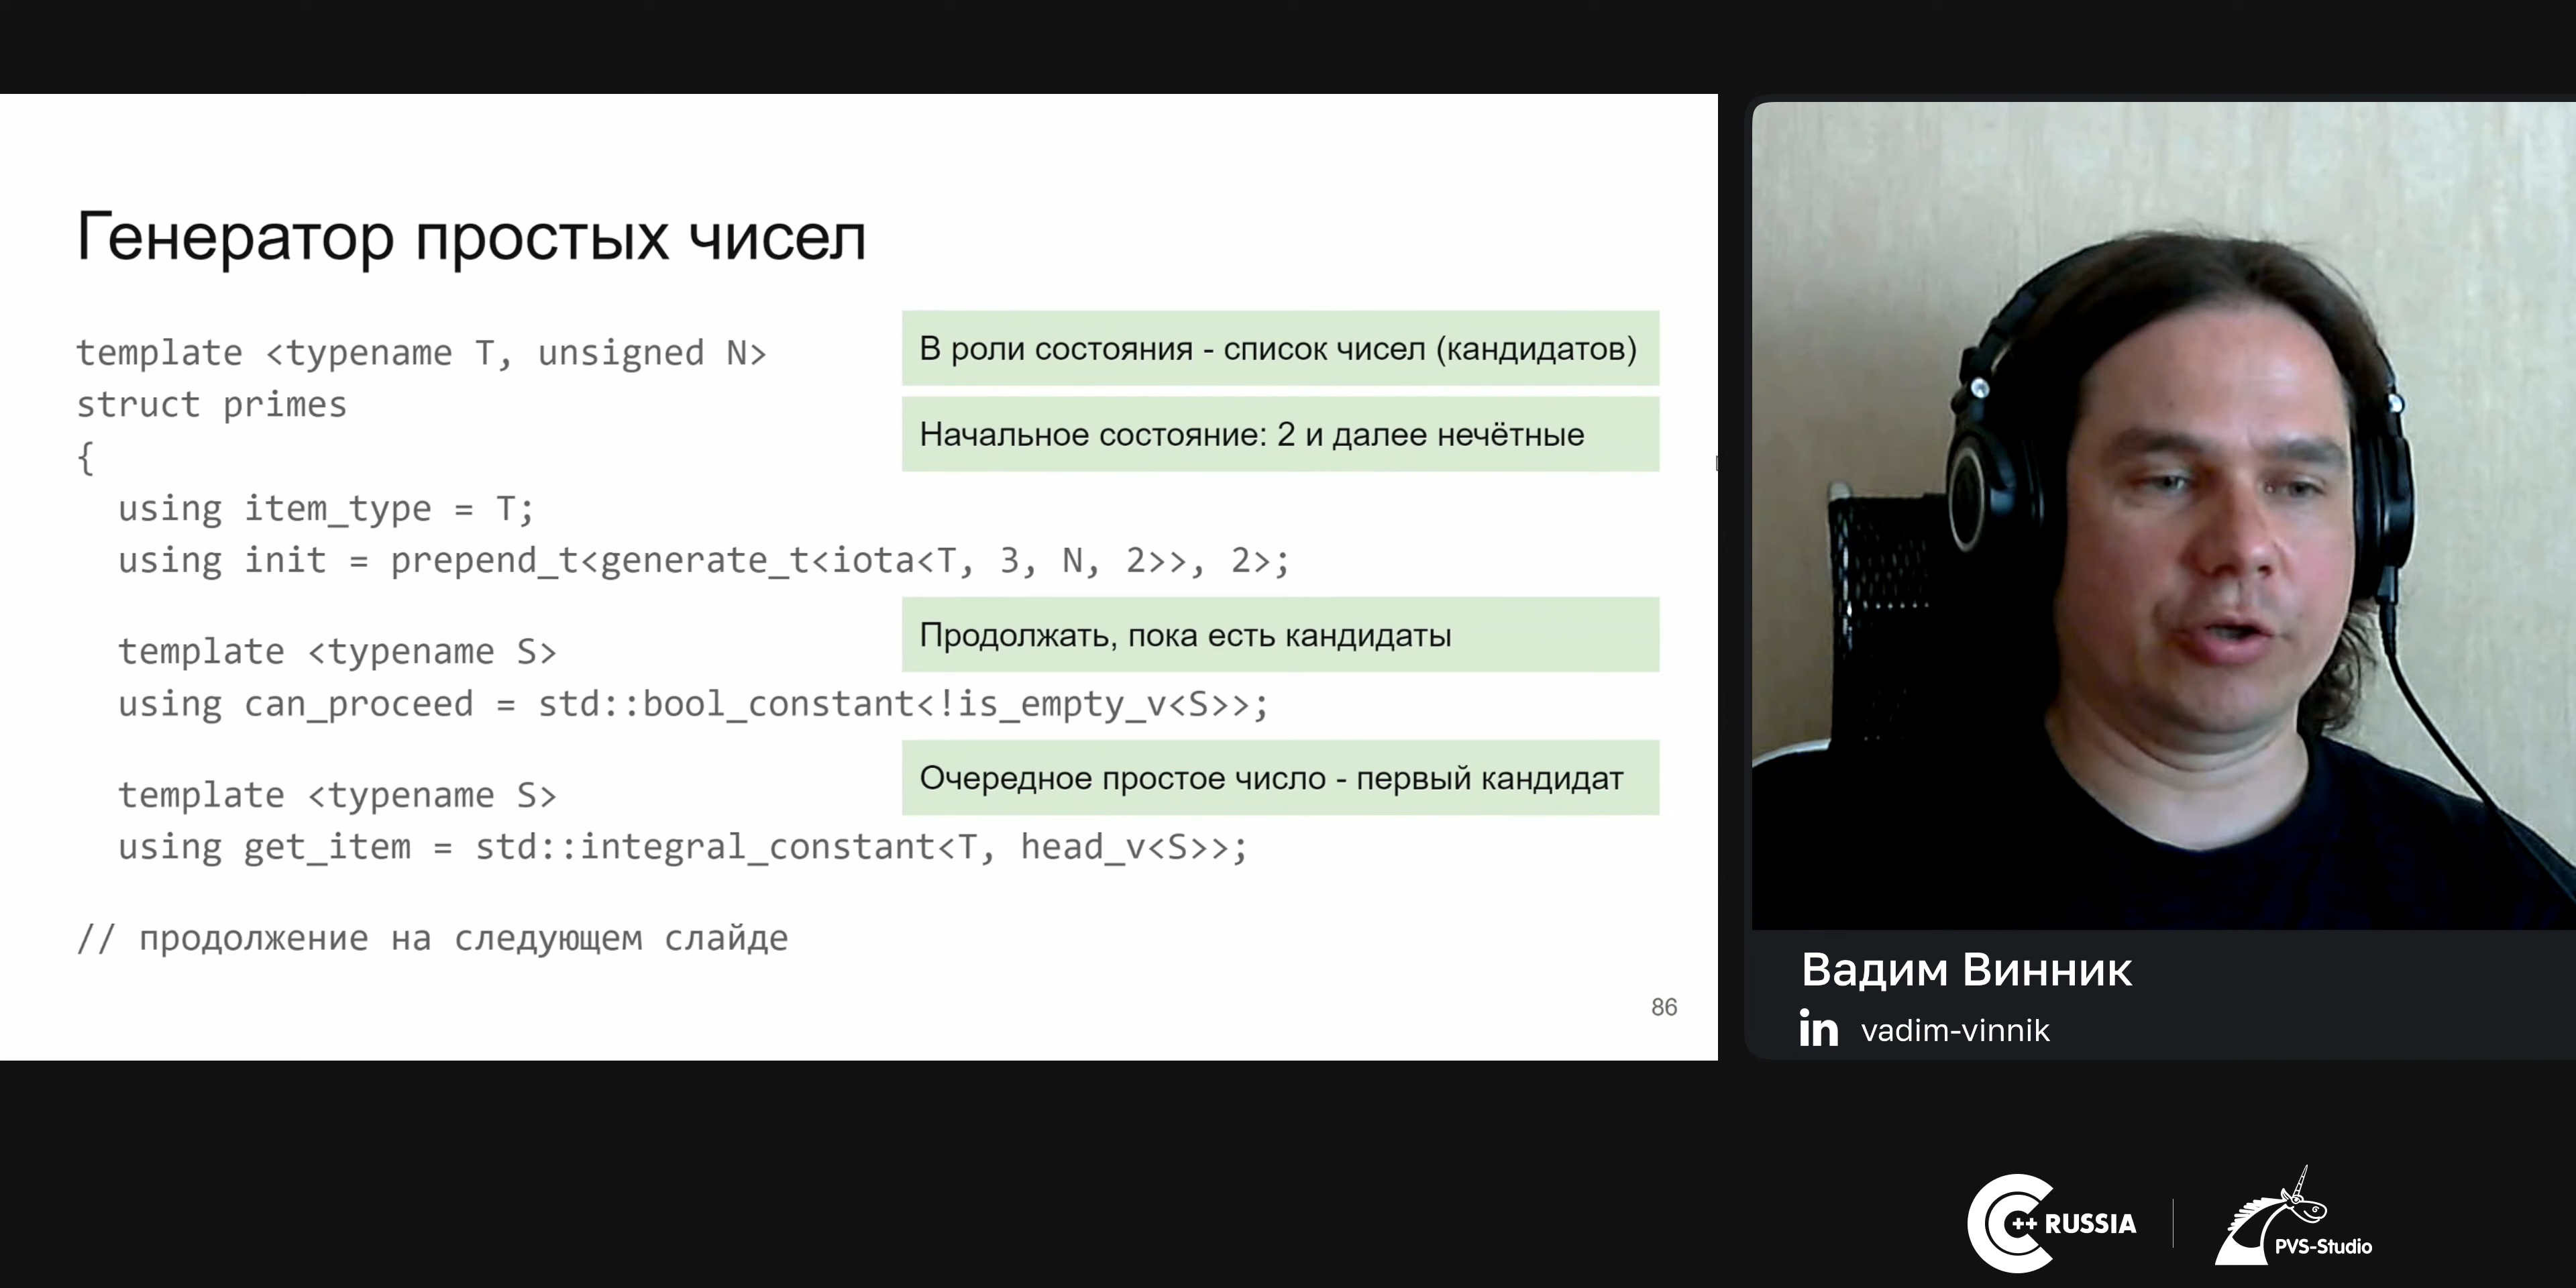 Генератор простых чисел
template <typename T, unsigned N>
struct primes
{
using item_type = T;
using init = prepend_t<generate_t<iota<T, 3, N, 2>>, 2>;
template <typename S>
using can_proceed = std::bool_constant<!is_empty_v<S>>;
template <typename S>
using get_item = std::integral_constant<T, head_v<S>>;
// продолжение на следующем слайде
В роли состояния - список чисел (кандидатов)
Начальное состояние: 2 и далее нечётные
Продолжать, пока есть кандидаты
Очередное простое число - первый кандидат
86
Вадим Винник
in vadim-vinnik
C++ RUSSIA
PVS-Studio